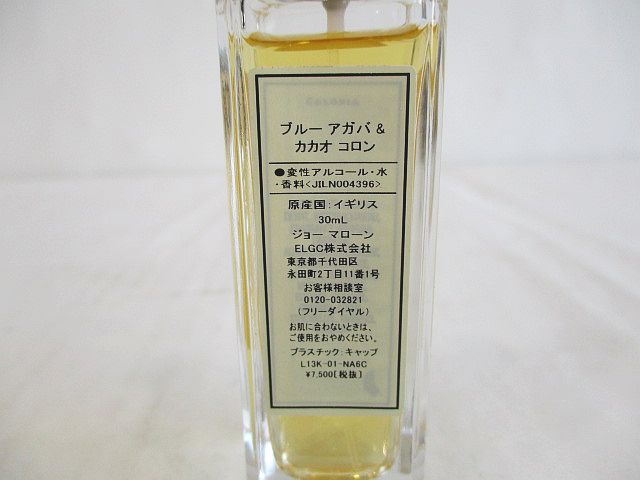 ブルー アガバ &
カカオ コロン
●変性アルコール・水
・香料<JILN004396>
原産国：イギリス
30mL
ジョー マローン
ELGC株式会社
東京都千代田区
永田町2丁目11番1号
お客様相談室
0120-032821
(フリーダイヤル)
お肌に合わないときは、
ご使用をおやめください。
プラスチック：キャップ
L13K-01-NA6C
¥7,500[税抜]